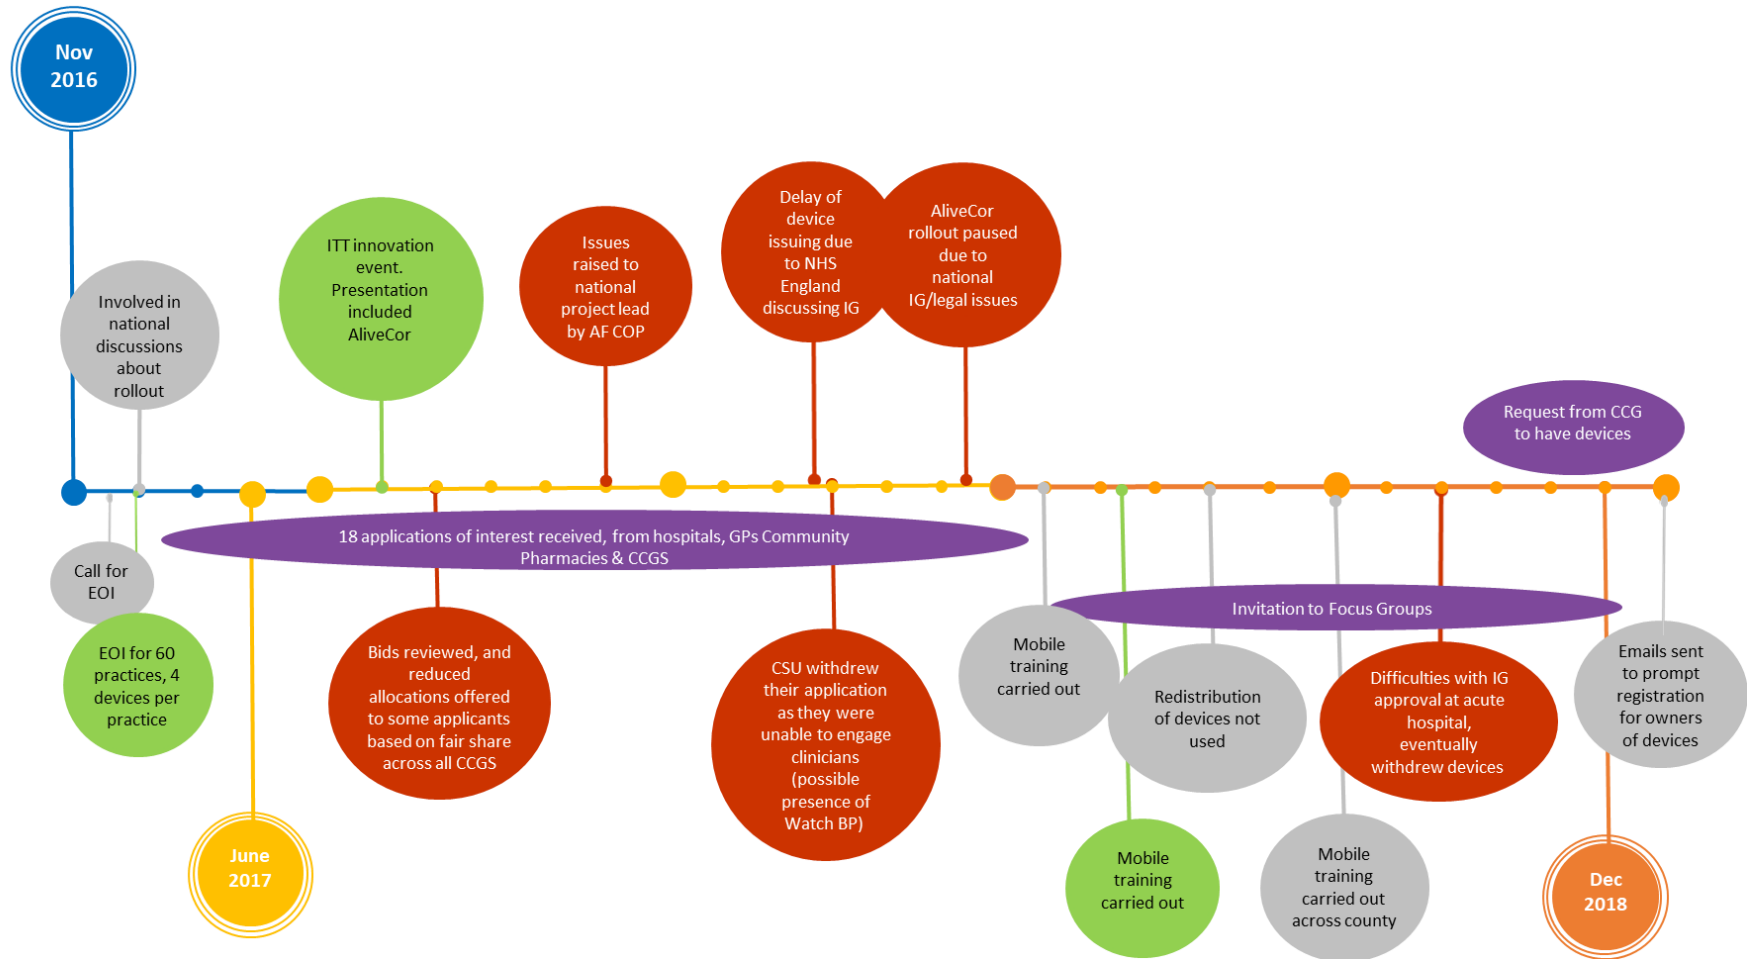 Nov
2016
Involved in
national
discussions
about
rollout
ITT innovation
event.
Presentation
included
AliveCor
Issues
raised to
national
project lead
by AF COP
Delay of
device
issuing due
to NHS
England
discussing IG
AliveCor
rollout paused
due to
national
IG/legal issues
Request from CCG
to have devices
18 applications of interest received, from hospitals, GPs Community
Pharmacies & CCGS
Call for
EOI
EOI for 60
practices, 4
devices per
practice
Bids reviewed, and
reduced
allocations offered
to some applicants
based on fair share
across all CCGS
CSU withdrew
their application
as they were
unable to engage
clinicians
(possible
presence of
Watch BP)
Invitation to Focus Groups
Mobile
training
carried out
Redistribution
of devices not
used
Difficulties with IG
approval at acute
hospital,
eventually
withdrew devices
Emails sent
to prompt
registration
for owners
of devices
June
2017
Mobile
training
carried out
Mobile
training
carried out
across county
Dec
2018